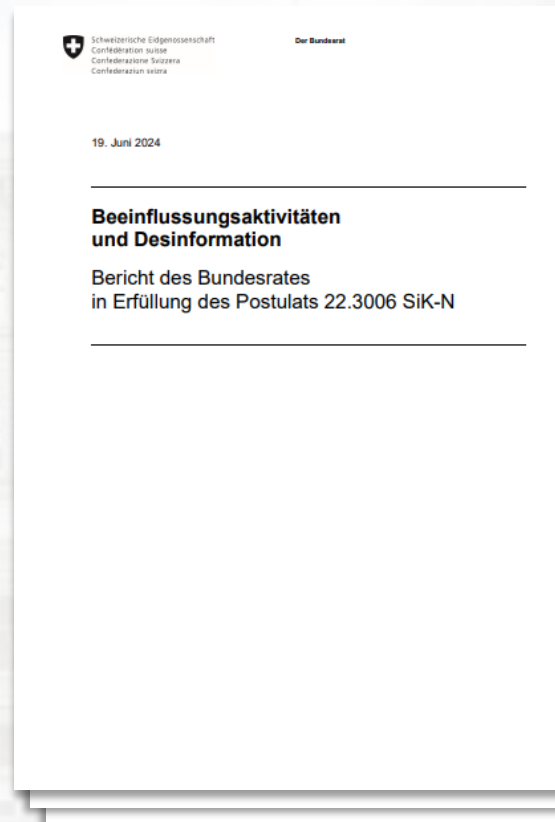 Schweizerische Eidgenossenschaft
Confédération suisse
Confederazione Svizzera
Confederaziun svizra
Der Bundesrat
19. Juni 2024
Beeinflussungsaktivitäten
und Desinformation
Bericht des Bundesrates
in Erfüllung des Postulats 22.3006 SiK-N